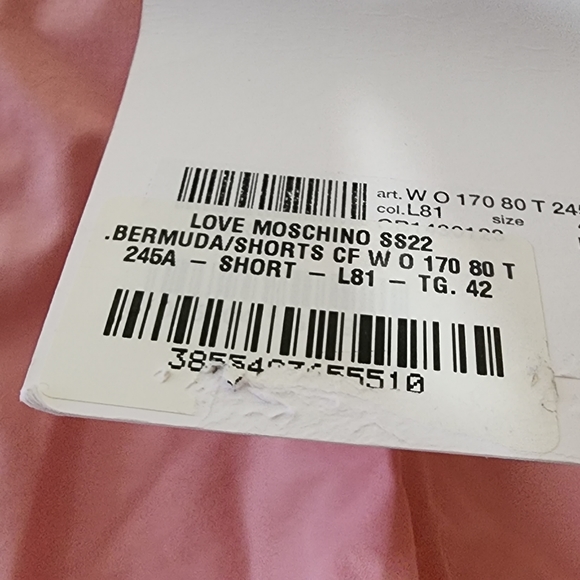 art. W O 170 80 T 245
col. L81 size
LOVE MOSCHINO SS22
.BERMUDA/SHORTS CF W O 170 80 T
245A - SHORT - L81 - TG. 42